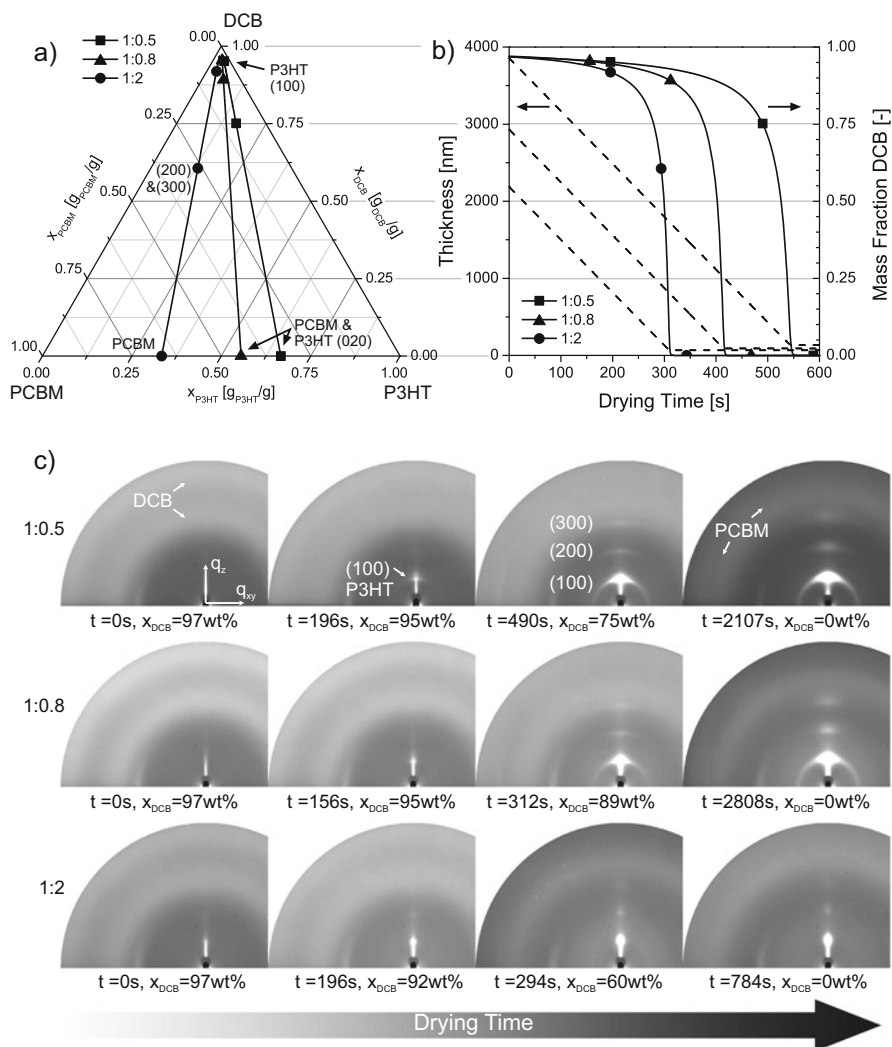 a)
DCB
1:0.5
1:0.8
1:2
0.00
1.00
P3HT
(100)
0.25
0.75
(200)
&(300)
x_PCBM [g_PCBM/g]
x_DCB [g_DCB/g]
0.50
0.50
0.75
0.25
PCBM
PCBM &
P3HT (020)
1.00
0.00
0.00
0.25
0.50
0.75
1.00
PCBM
x_P3HT [g_P3HT/g]
P3HT
b)
4000
3000
2000
1000
0
Thickness [nm]
1.00
0.75
0.50
0.25
0.00
Mass Fraction DCB [-]
1:0.5
1:0.8
1:2
0 100 200 300 400 500 600
Drying Time [s]
c)
1:0.5
DCB
q_z
q_xy
(100)
P3HT
(300)
(200)
(100)
PCBM
t =0s, x_DCB=97wt%
t =196s, x_DCB=95wt%
t =490s, x_DCB=75wt%
t =2107s, x_DCB=0wt%
1:0.8
t =0s, x_DCB=97wt%
t =156s, x_DCB=95wt%
t =312s, x_DCB=89wt%
t =2808s, x_DCB=0wt%
1:2
t =0s, x_DCB=97wt%
t =196s, x_DCB=92wt%
t =294s, x_DCB=60wt%
t =784s, x_DCB=0wt%
Drying Time